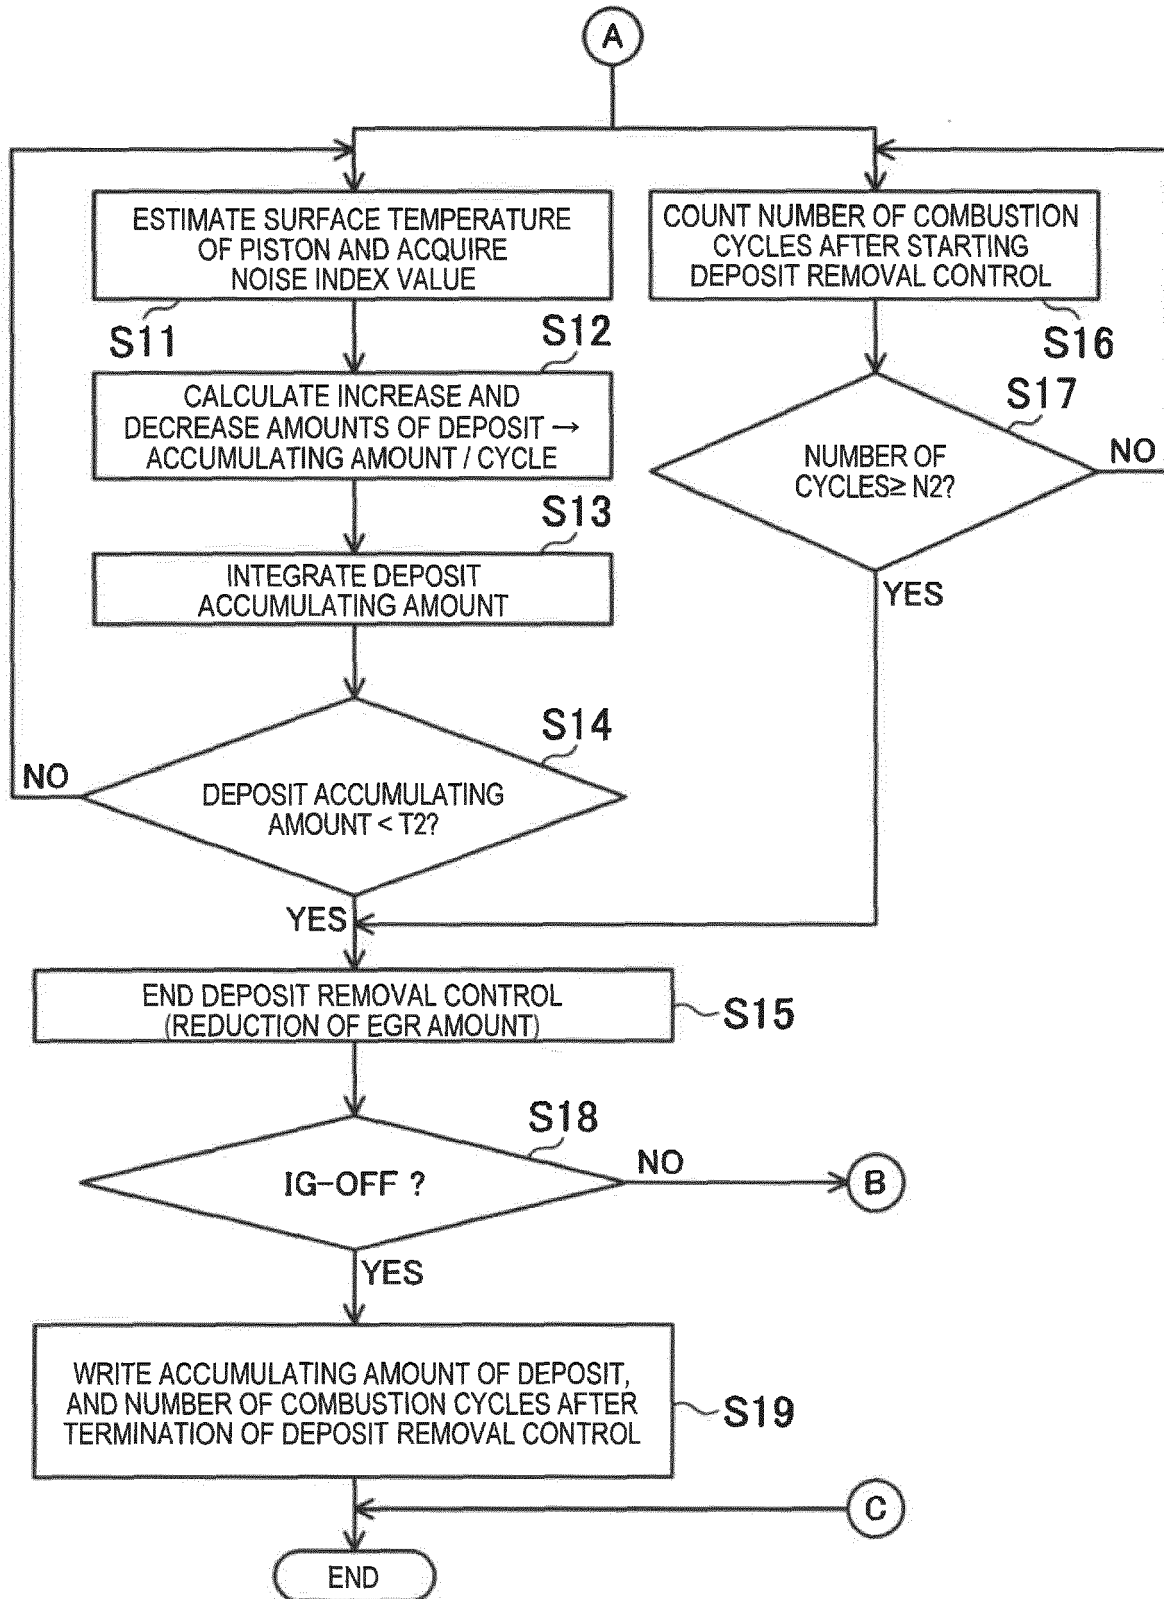 A
ESTIMATE SURFACE TEMPERATURE
OF PISTON AND ACQUIRE
NOISE INDEX VALUE
S11
S12
CALCULATE INCREASE AND
DECREASE AMOUNTS OF DEPOSIT →
ACCUMULATING AMOUNT / CYCLE
S13
INTEGRATE DEPOSIT
ACCUMULATING AMOUNT
S14
NO
DEPOSIT ACCUMULATING
AMOUNT < T2?
YES
COUNT NUMBER OF COMBUSTION
CYCLES AFTER STARTING
DEPOSIT REMOVAL CONTROL
S16
S17
NUMBER OF
CYCLES≥ N2?
NO
YES
END DEPOSIT REMOVAL CONTROL
(REDUCTION OF EGR AMOUNT)
S15
S18
IG-OFF ?
NO
B
YES
WRITE ACCUMULATING AMOUNT OF DEPOSIT,
AND NUMBER OF COMBUSTION CYCLES AFTER
TERMINATION OF DEPOSIT REMOVAL CONTROL
S19
C
END